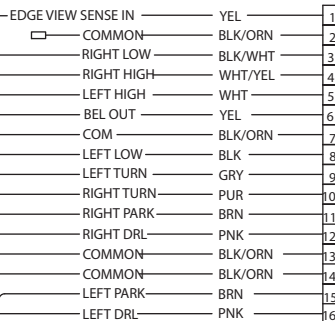 EDGE VIEW SENSE IN YEL 1
COMMON BLK/ORN 2
RIGHT LOW BLK/WHT 3
RIGHT HIGH WHT/YEL 4
LEFT HIGH WHT 5
BEL OUT YEL 6
COM BLK/ORN 7
LEFT LOW BLK 8
LEFT TURN GRY 9
RIGHT TURN PUR 10
RIGHT PARK BRN 11
RIGHT DRL PNK 12
COMMON BLK/ORN 13
COMMON BLK/ORN 14
LEFT PARK BRN 15
LEFT DRL PNK 16